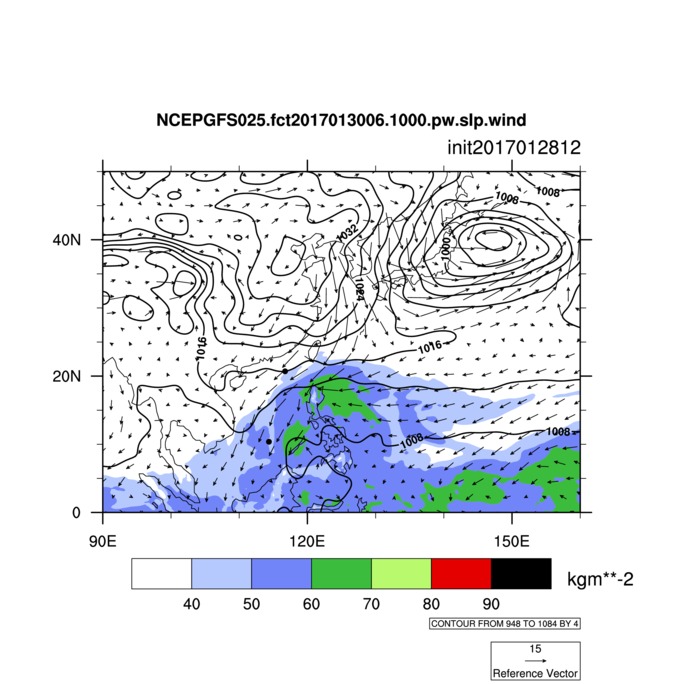 NCEPGFS025.fct2017013006.1000.pw.slp.wind
init2017012812
1008
1008
1032
1000
40N
1024
1016
1016
20N
1008
1008
0
90E 120E 150E
40 50 60 70 80 90
kgm**-2
CONTOUR FROM 948 TO 1084 BY 4
15
Reference Vector